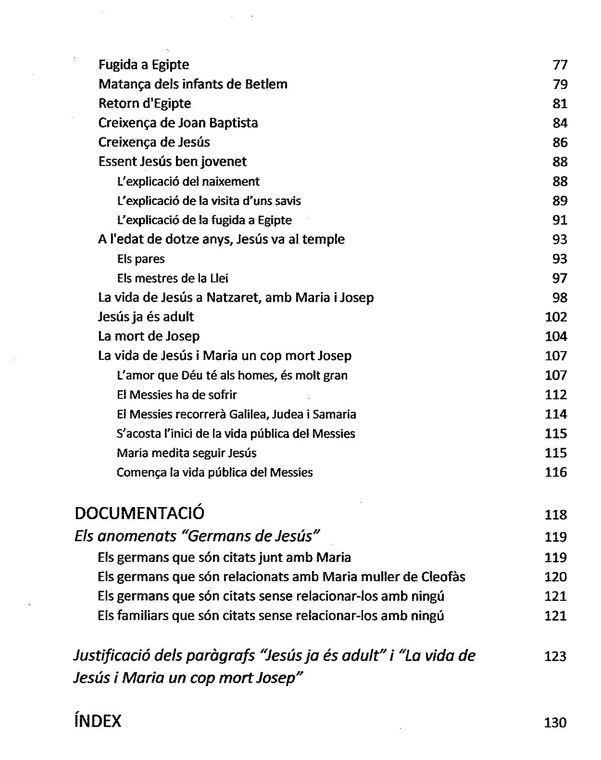 Fugida a Egipte 77
Matança dels infants de Betlem 79
Retorn d'Egipte 81
Creixença de Joan Baptista 84
Creixença de Jesús 86
Essent Jesús ben jovenet 88
L'explicació del naixement 88
L'explicació de la visita d'uns savis 89
L'explicació de la fugida a Egipte 91
A l'edat de dotze anys, Jesús va al temple 93
Els pares 93
Els mestres de la Llei 97
La vida de Jesús a Natzaret, amb Maria i Josep 98
Jesús ja és adult 102
La mort de Josep 104
La vida de Jesús i Maria un cop mort Josep 107
L'amor que Déu té als homes, és molt gran 107
El Messies ha de sofrir 112
El Messies recorrerà Galilea, Judea i Samaria 114
S'acosta l'inici de la vida pública del Messies 115
Maria medita seguir Jesús 115
Comença la vida pública del Messies 116
DOCUMENTACIÓ 118
Els anomenats "Germans de Jesús" 119
Els germans que són citats junt amb Maria 119
Els germans que són relacionats amb Maria muller de Cleofàs 120
Els germans que són citats sense relacionar-los amb ningú 121
Els familiars que són citats sense relacionar-los amb ningú 121
Justificació dels paràgrafs "Jesús ja és adult" i "La vida de 123
Jesús i Maria un cop mort Josep"
ÍNDEX 130